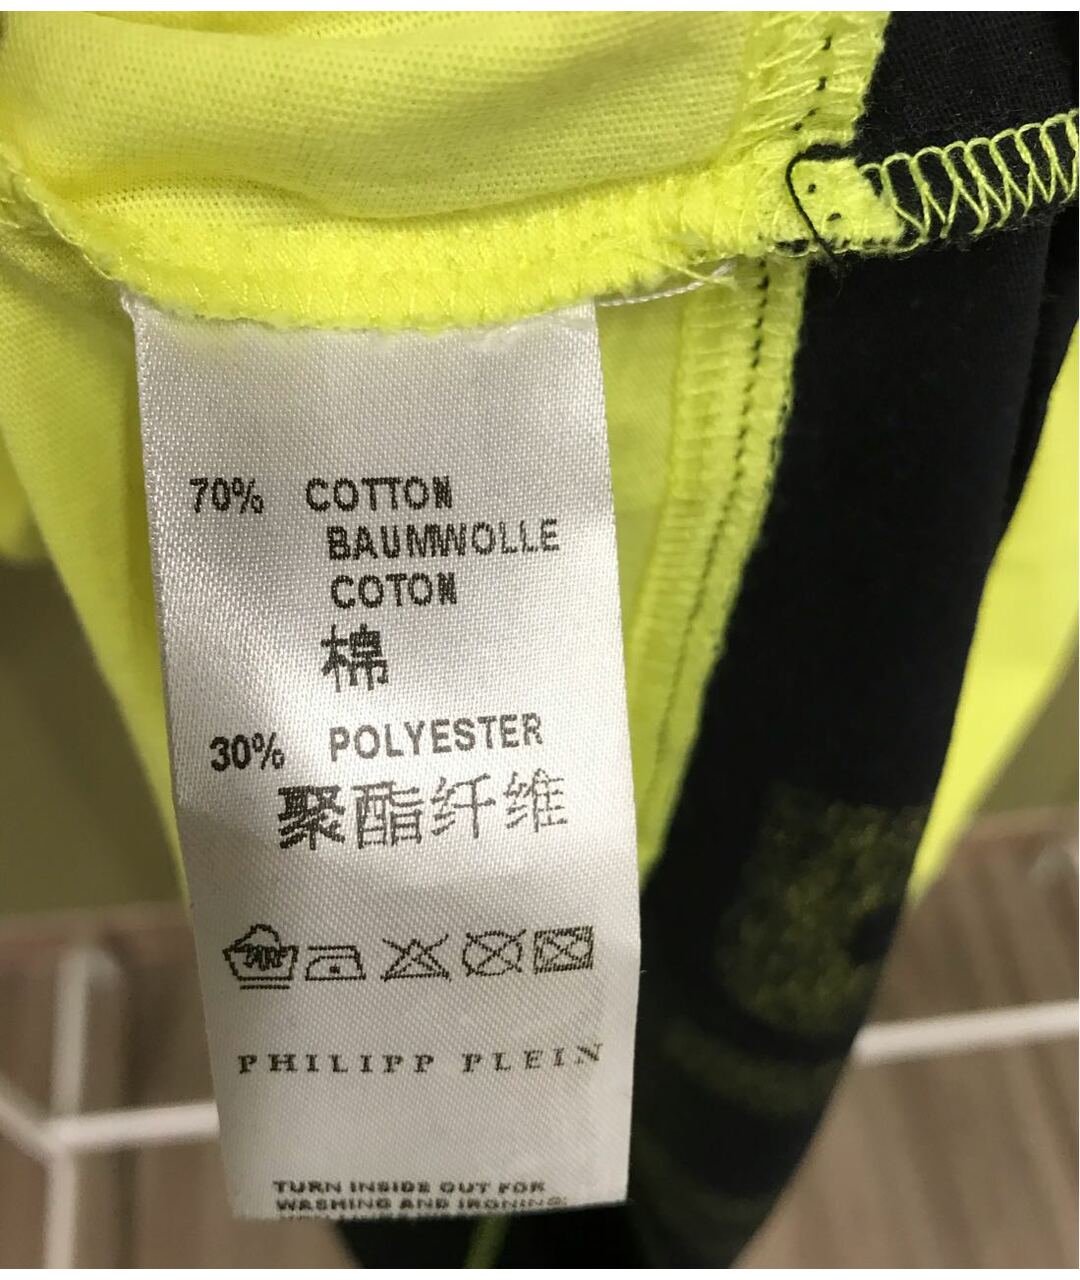 70% COTTON
BAUMWOLLE
COTON
棉
30% POLYESTER
聚酯纤维
PHILIPP PLEIN
TURN INSIDE OUT FOR
WASHING AND IRONING